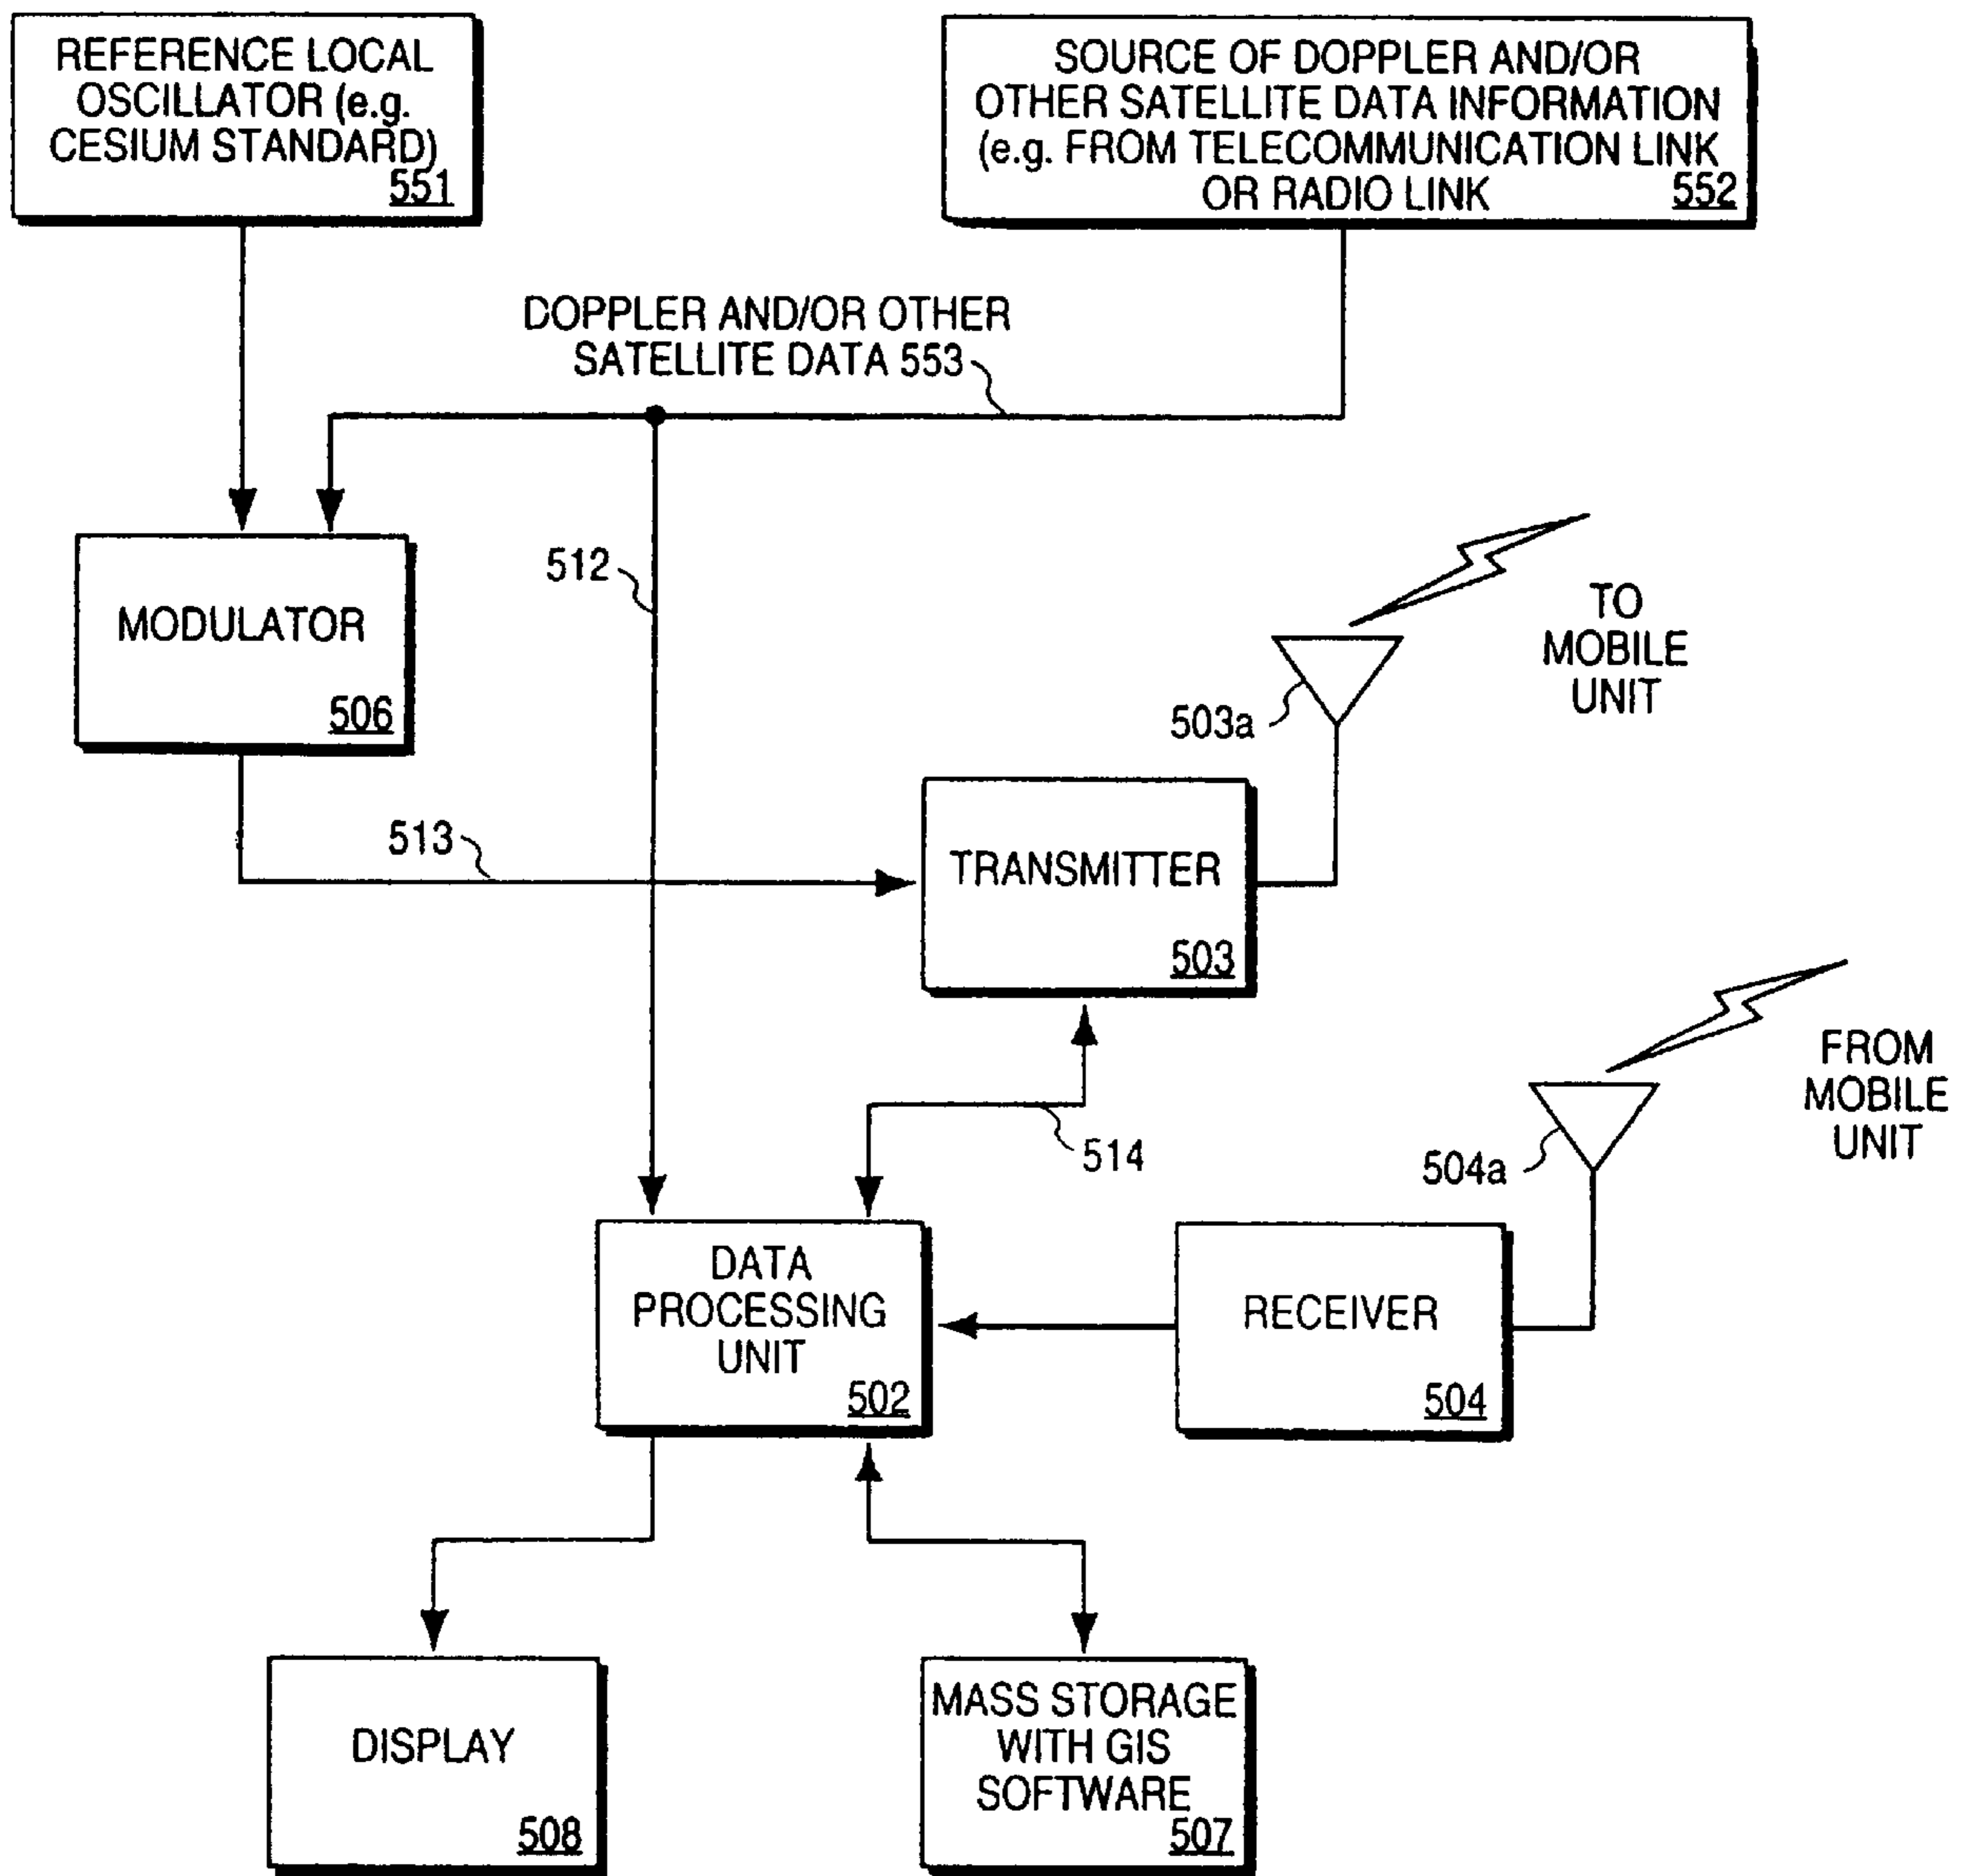 REFERENCE LOCAL
OSCILLATOR (e.g.
CESIUM STANDARD)
551
SOURCE OF DOPPLER AND/OR
OTHER SATELLITE DATA INFORMATION
(e.g. FROM TELECOMMUNICATION LINK
OR RADIO LINK 552
DOPPLER AND/OR OTHER
SATELLITE DATA 553
MODULATOR
506
512
TO
MOBILE
UNIT
503a
513
TRANSMITTER
503
FROM
MOBILE
UNIT
504a
514
DATA
PROCESSING
UNIT
502
RECEIVER
504
DISPLAY
508
MASS STORAGE
WITH GIS
SOFTWARE
507